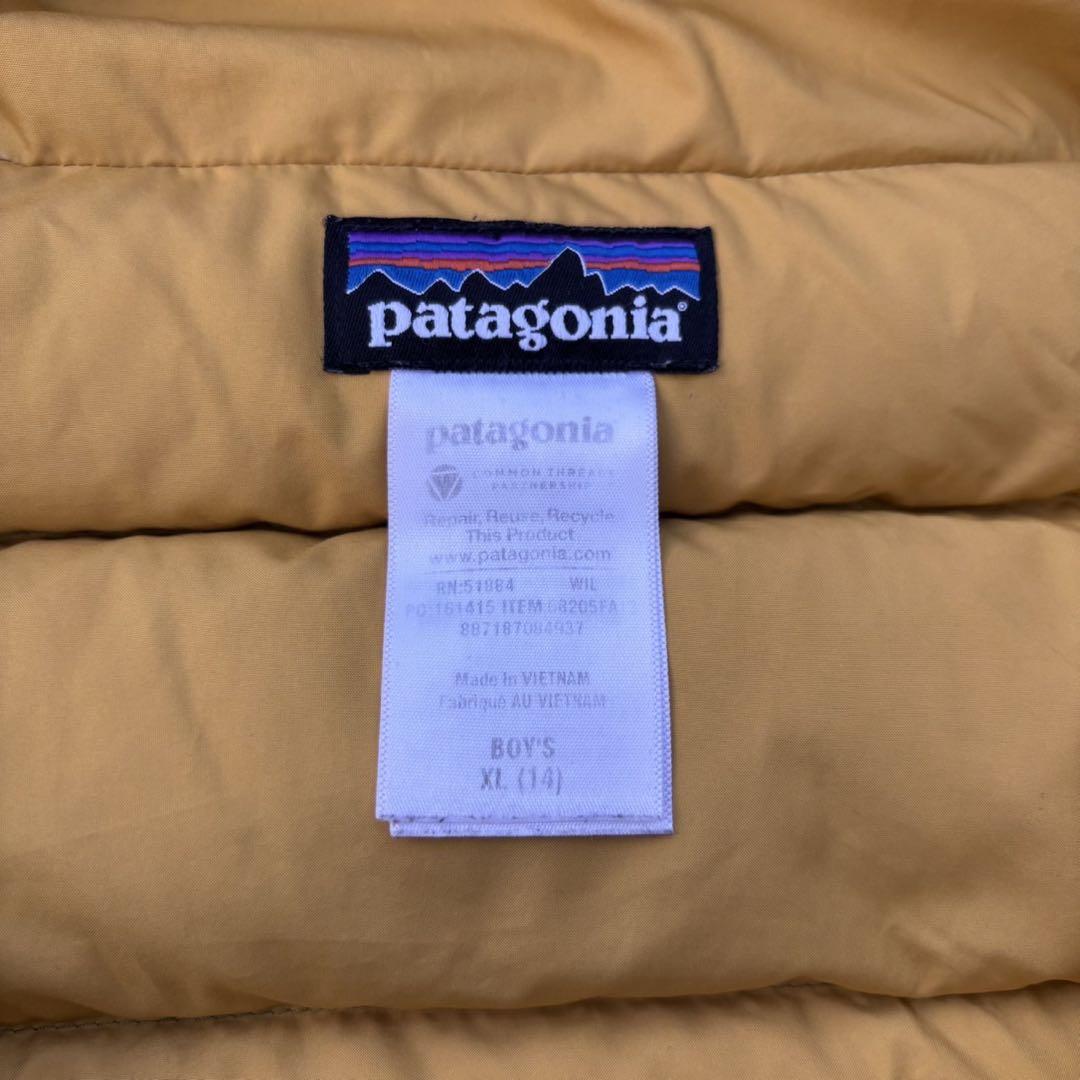 patagonia®
patagonia
COMMON THREADS
PARTNERSHIP
Repair, Reuse, Recycle
This Product
www.patagonia.com
RN:51884 WIL
PO:161415 ITEM:68205FA12
887187084937
Made in VIETNAM
Fabriqué AU VIETNAM
BOY'S
XL (14)